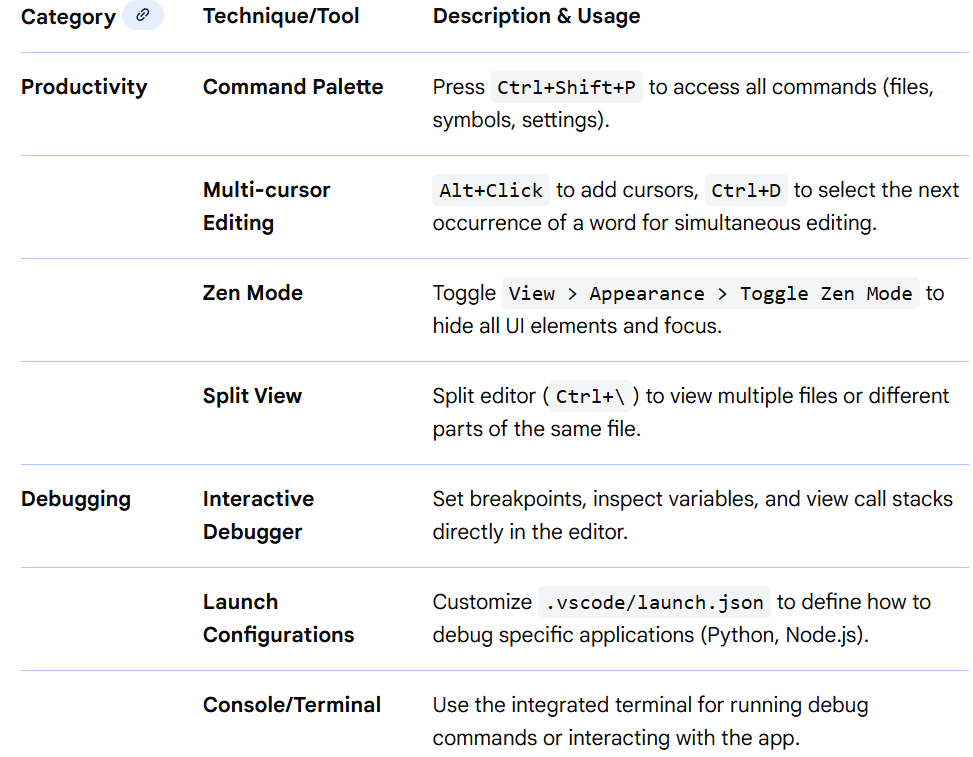 Category Technique/Tool Description & Usage
Productivity Command Palette Press Ctrl+Shift+P to access all commands (files,
symbols, settings).
Multi-cursor Alt+Click to add cursors, Ctrl+D to select the next
Editing occurrence of a word for simultaneous editing.
Zen Mode Toggle View > Appearance > Toggle Zen Mode to
hide all UI elements and focus.
Split View Split editor (Ctrl+\) to view multiple files or different
parts of the same file.
Debugging Interactive Set breakpoints, inspect variables, and view call stacks
Debugger directly in the editor.
Launch Customize .vscode/launch.json to define how to
Configurations debug specific applications (Python, Node.js).
Console/Terminal Use the integrated terminal for running debug
commands or interacting with the app.